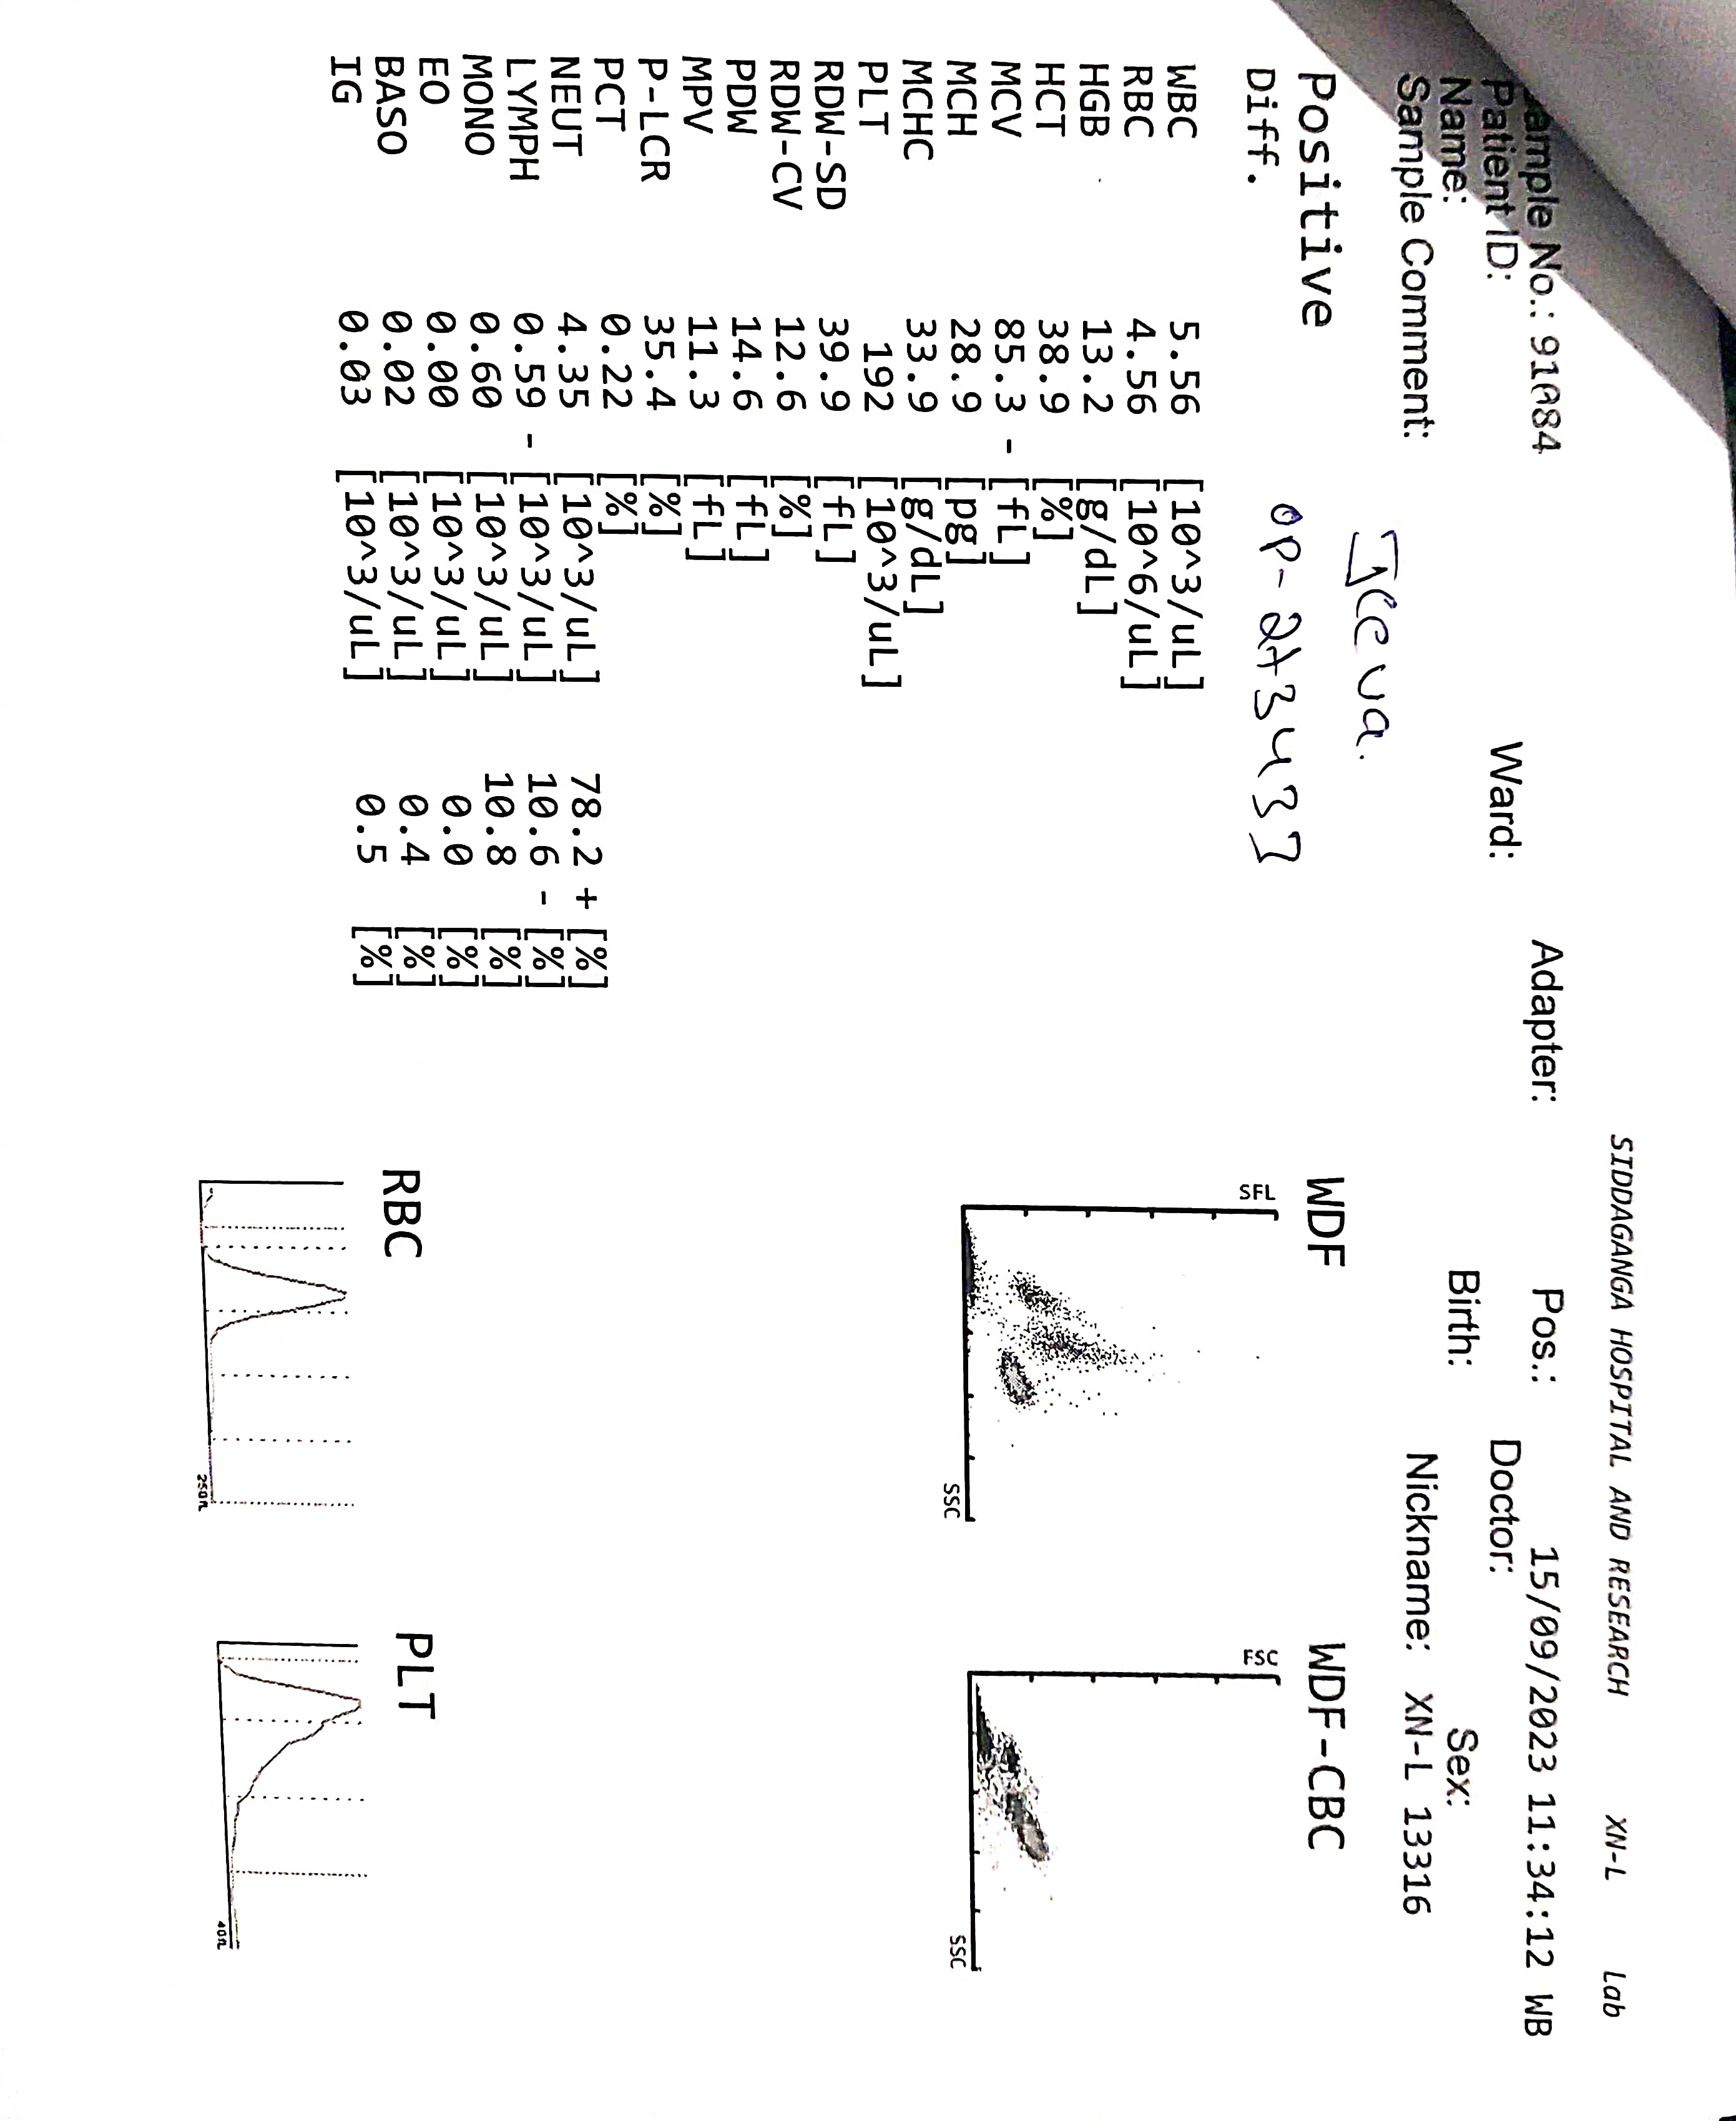 SIDDAGANGA HOSPITAL AND RESEARCH XN-L Lab
ample No.: 91084 Adapter: Pos.: 15/09/2023 11:34:12 WB
Patient ID: Ward: Doctor:
Name: Birth: Sex:
Sample Comment: Nickname: XN-L 13316
Jeeva.
Positive
Diff. OP-
WDF WDF-CBC
SFL FSC
SSC SSC
WBC 5.56 [10^3/uL]
RBC 4.56 [10^6/uL]
HGB 13.2 [g/dL]
HCT 38.9 [%]
MCV 85.3 - [fL]
MCH 28.9 [pg]
MCHC 33.9 [g/dL]
PLT 192 [10^3/uL]
RDW-SD 39.9 [fL]
RDW-CV 12.6 [%]
PDW 14.6 [fL]
MPV 11.3 [fL]
P-LCR 35.4 [%]
PCT 0.22 [%]
NEUT 4.35 [10^3/uL] 78.2 + [%]
LYMPH 0.59 - [10^3/uL] 10.6 - [%]
MONO 0.60 [10^3/uL] 10.8 [%]
EO 0.00 [10^3/uL] 0.0 [%]
BASO 0.02 [10^3/uL] 0.4 [%]
IG 0.03 [10^3/uL] 0.5 [%]
RBC PLT
250fL 40fL